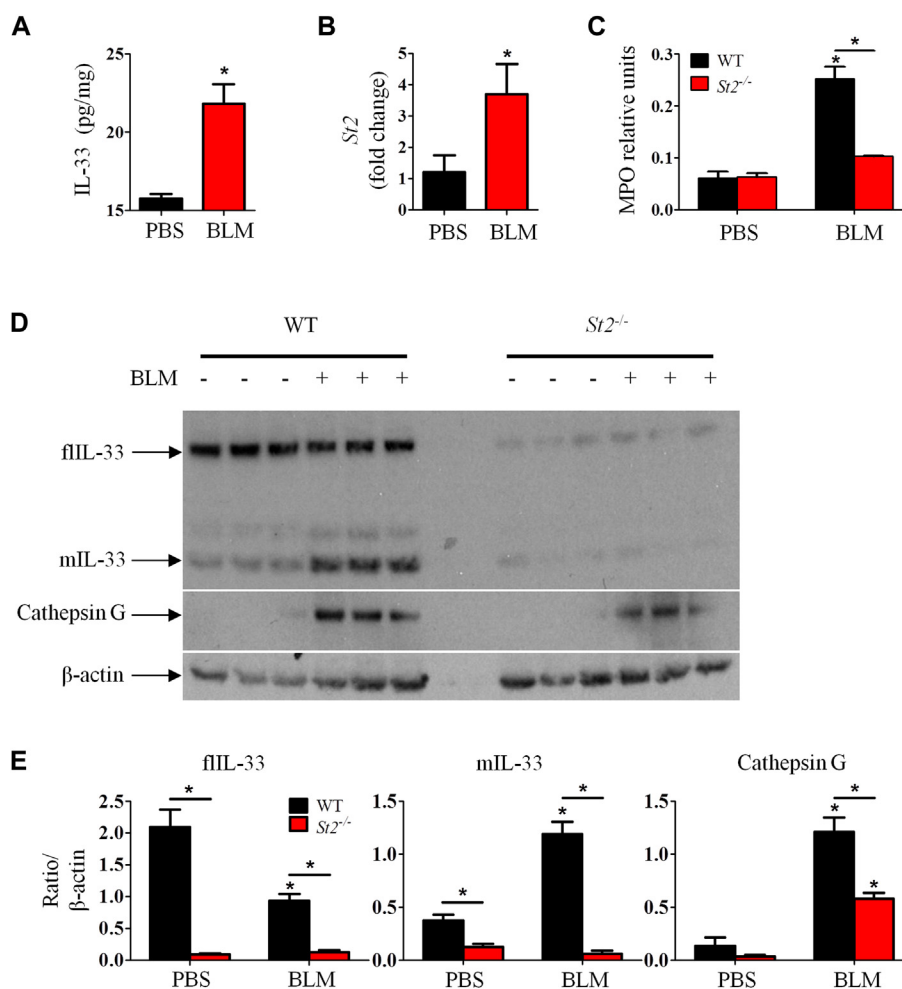 A
IL-33 (pg/mg)
25
20
15
*
PBS BLM
B
St2
(fold change)
5
4
3
2
1
0
*
PBS BLM
C
MPO relative units
0.3
0.2
0.1
0.0
WT
St2-/-
* *
PBS BLM
D
WT St2-/-
BLM - - - + + + - - - + + +
flIL-33
mIL-33
Cathepsin G
β-actin
E
Ratio/
β-actin
flIL-33
2.5
2.0
1.5
1.0
0.5
0.0
WT
St2-/-
* * *
PBS BLM
mIL-33
1.5
1.0
0.5
0.0
* * *
PBS BLM
Cathepsin G
1.5
1.0
0.5
0.0
* * *
PBS BLM